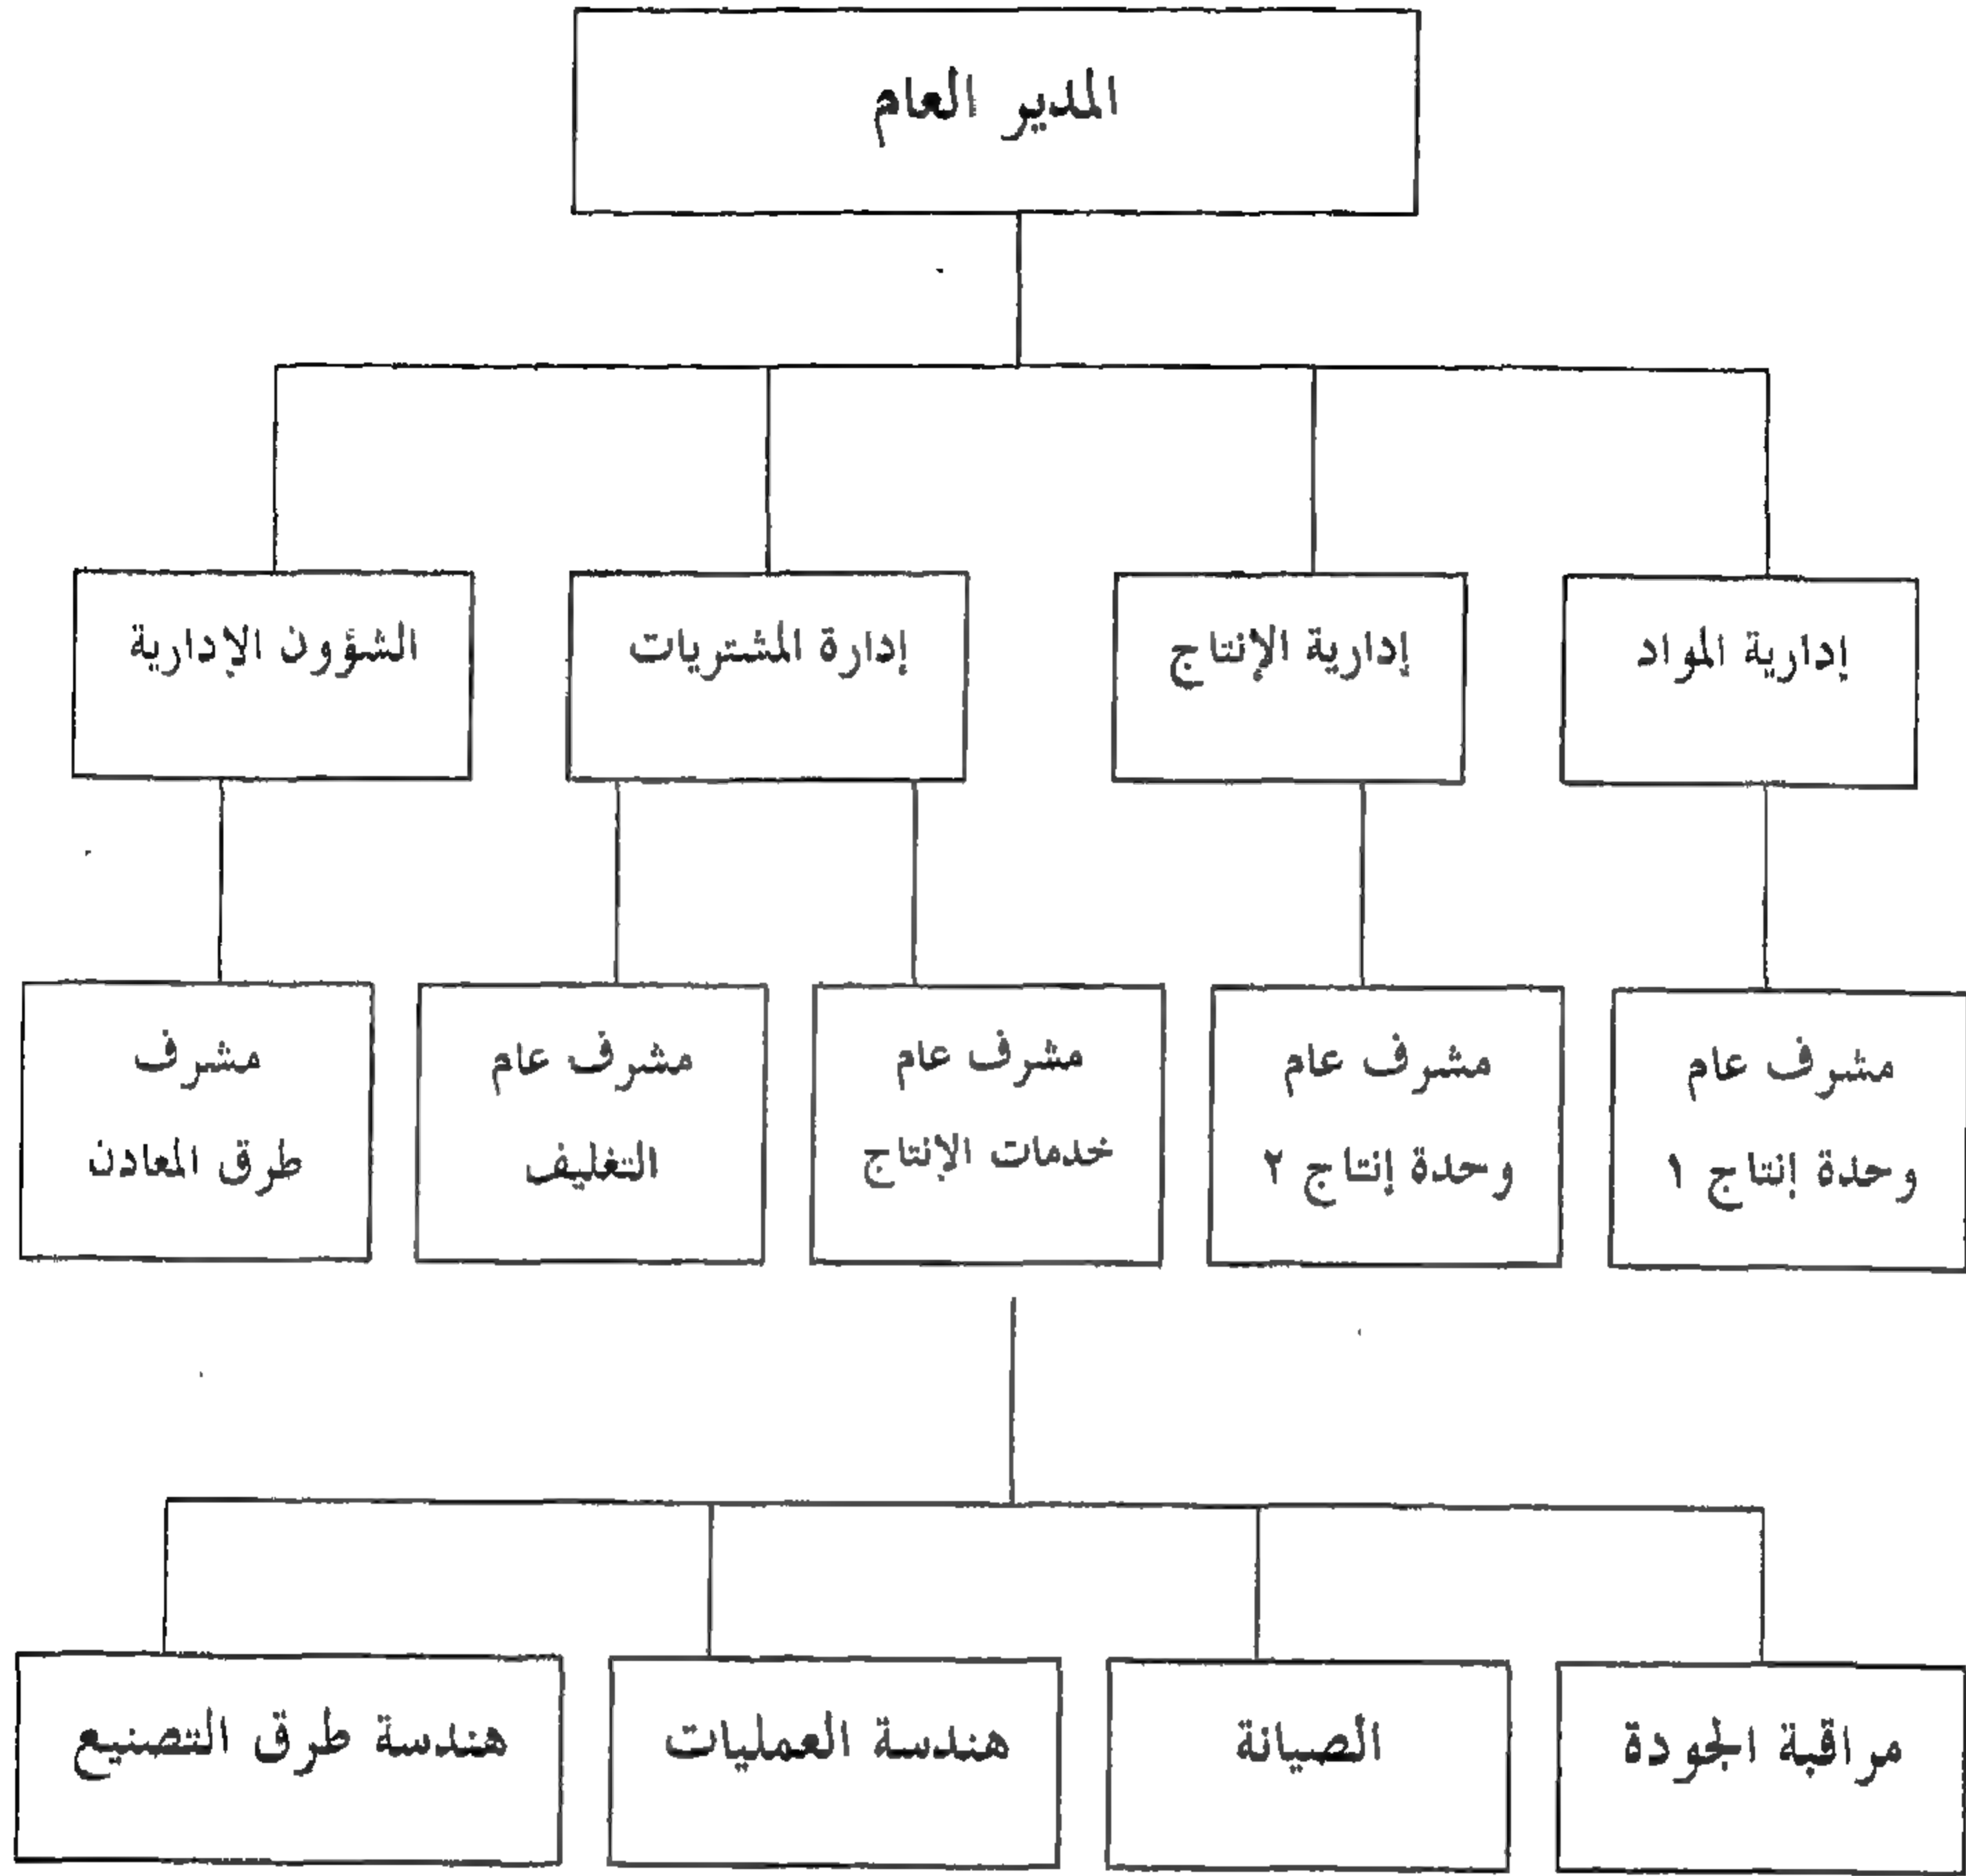 المدير العام
إدارية المواد
إدارية الإنتاج
إدارة المشتريات
الشؤون الإدارية
مشرف عام
وحدة إنتاج ١
مشرف عام
وحدة إنتاج ٢
مشرف عام
خدمات الإنتاج
مشرف عام
التغليف
مشرف
طرق المعادن
مراقبة الجودة
الصيانة
هندسة العمليات
هندسة طرق التصنيع